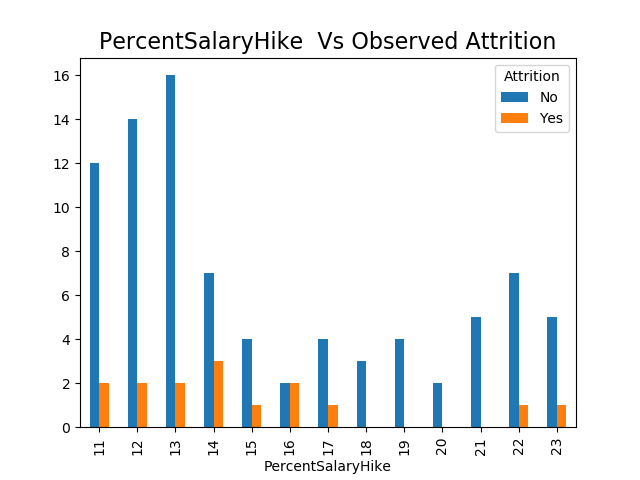 PercentSalaryHike  Vs Observed Attrition
Attrition
No
Yes
16
14
12
10
8
6
4
2
0
11 12 13 14 15 16 17 18 19 20 21 22 23
PercentSalaryHike